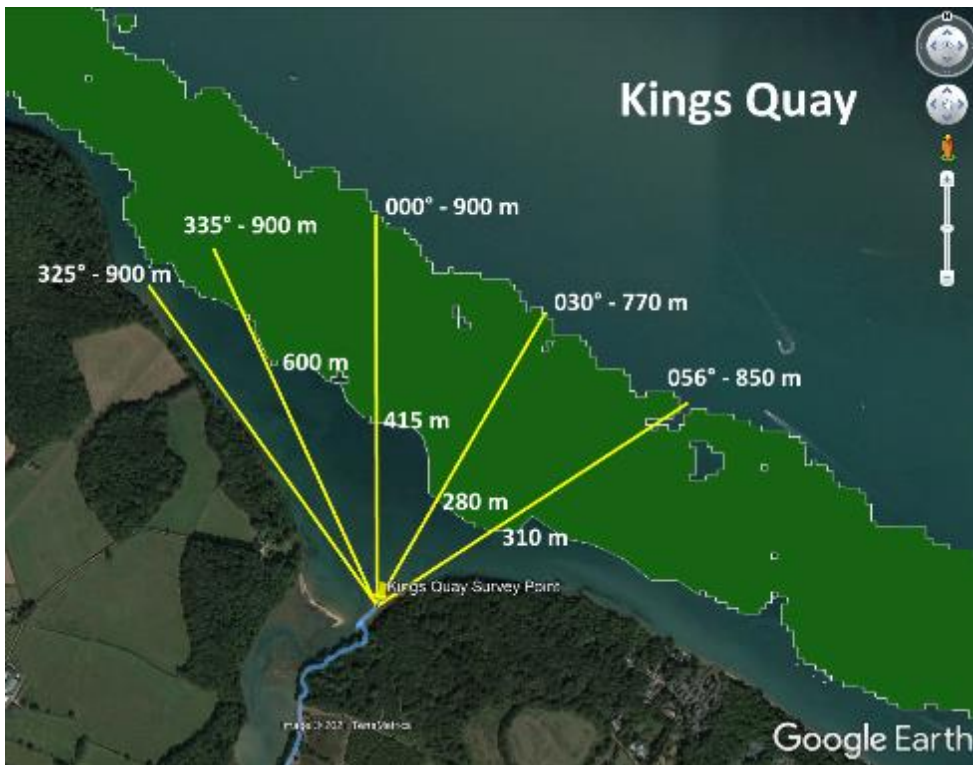 N
Kings Quay
000° - 900 m
335° - 900 m
325° - 900 m
030° - 770 m
600 m
056° - 850 m
415 m
280 m
310 m
Kings Quay Survey Point
Google Earth